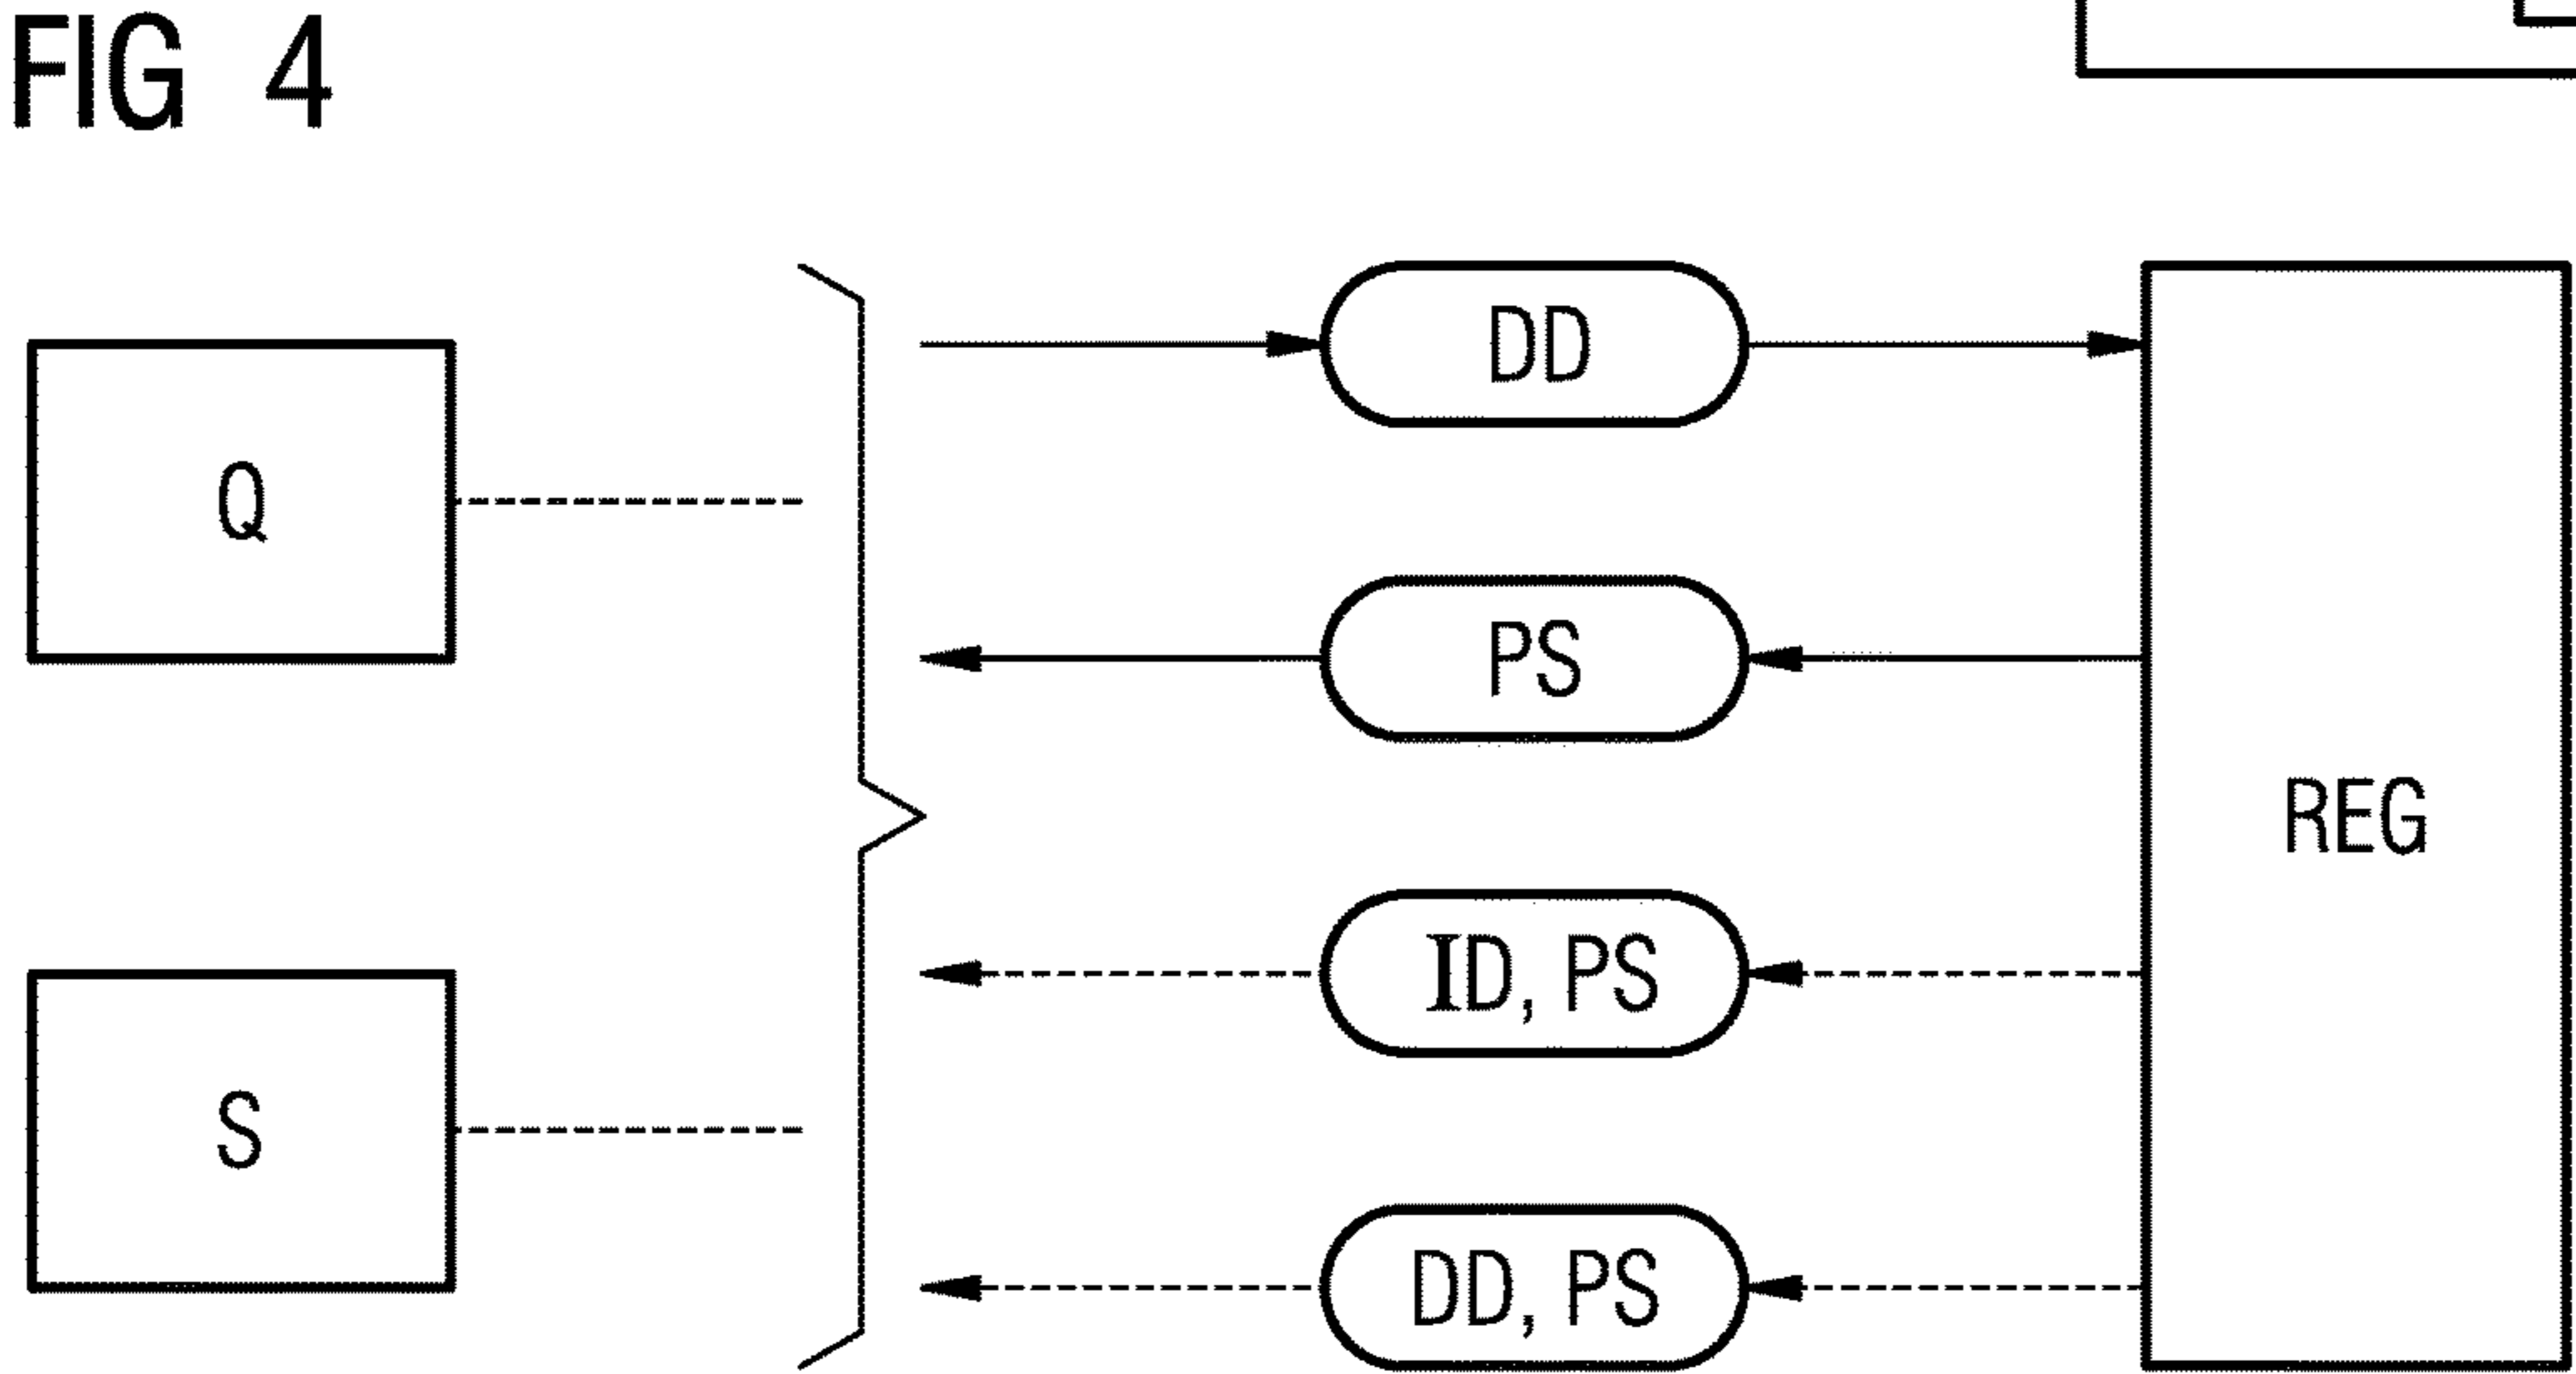 FIG 4
DD
Q
PS
REG
ID, PS
S
DD, PS